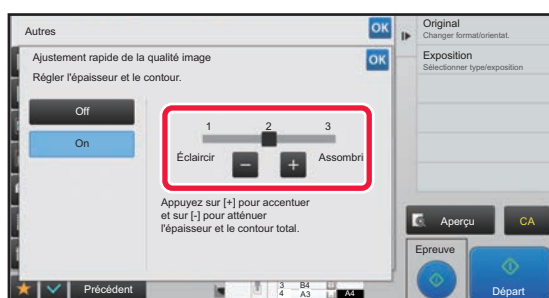 Autres
OK
Ajustement rapide de la qualité image
OK
Régler l'épaisseur et le contour.
Off
On
1 2 3
Éclaircir
Assombri
Appuyez sur [+] pour accentuer
et sur [-] pour atténuer
l'épaisseur et le contour total.
Précédent
3 B4
4 A3
A4
Original
Changer format/orientat.
Exposition
Sélectionner type/exposition
Aperçu
CA
Epreuve
Départ